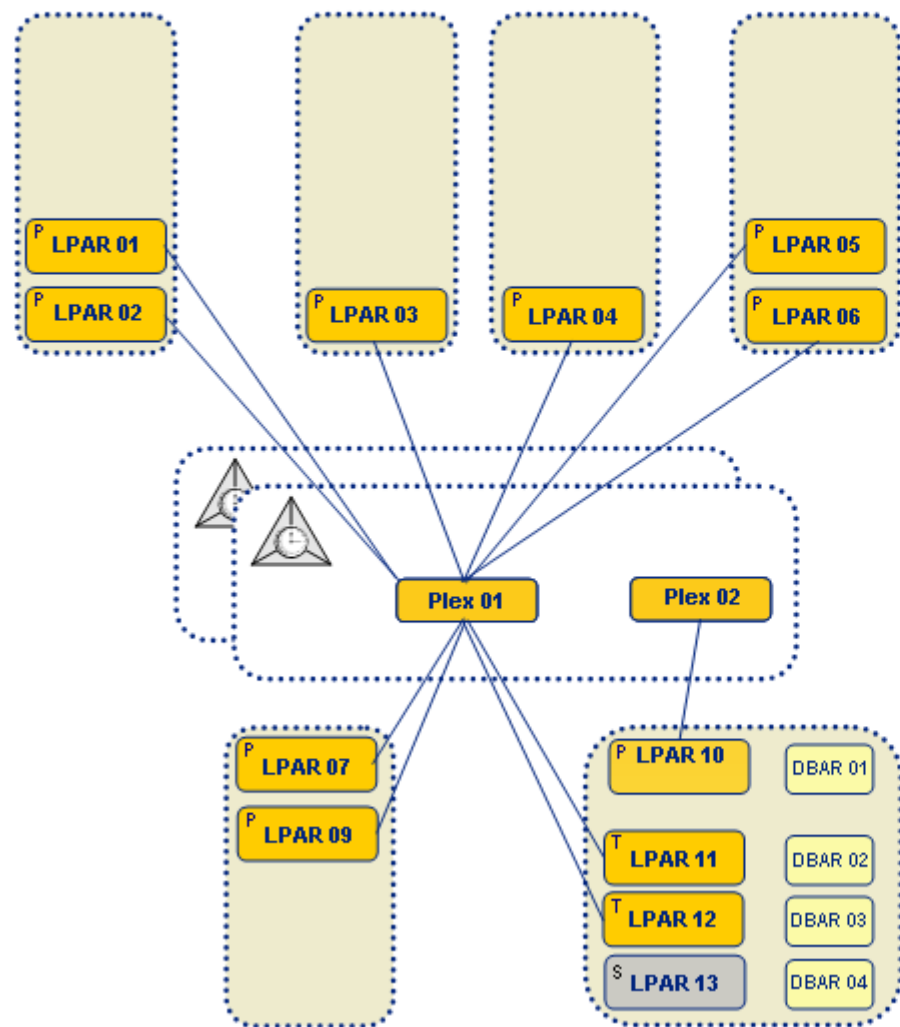 P LPAR 01
P LPAR 02
P LPAR 03
P LPAR 04
P LPAR 05
P LPAR 06
Plex 01
Plex 02
P LPAR 07
P LPAR 09
P LPAR 10
DBAR 01
T LPAR 11
DBAR 02
T LPAR 12
DBAR 03
S LPAR 13
DBAR 04